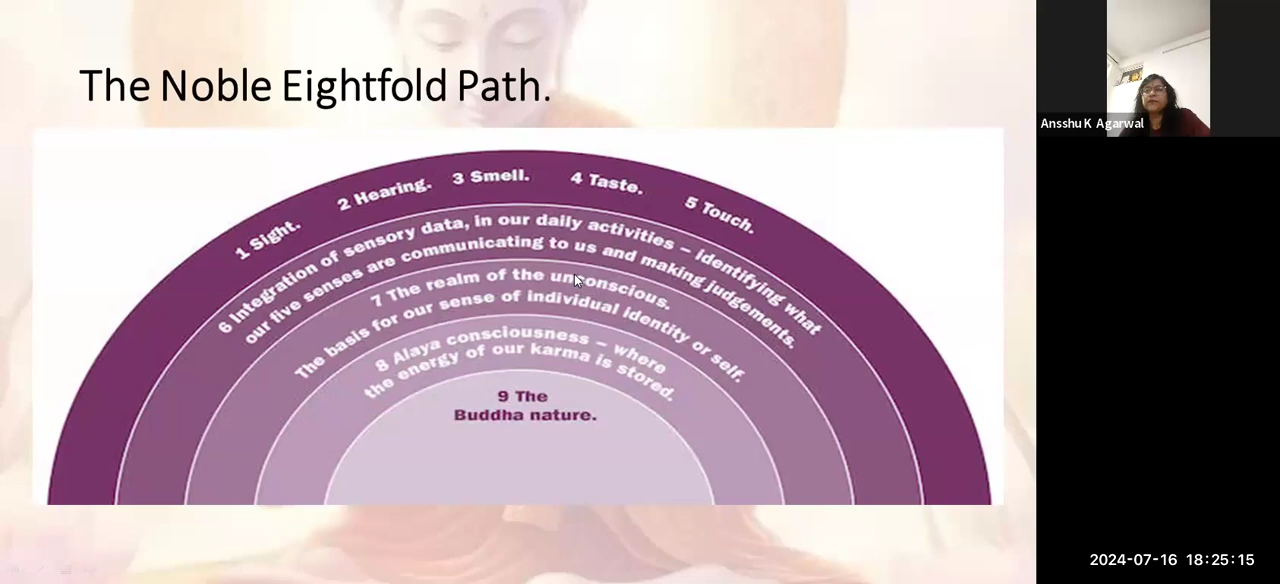 The Noble Eightfold Path.
1 Sight.
2 Hearing.
3 Smell.
4 Taste.
5 Touch.
6 Integration of sensory data, in our daily activities – identifying what
our five senses are communicating to us and making judgements.
7 The realm of the unconscious.
The basis for our sense of individual identity or self.
8 Alaya consciousness – where
the energy of our karma is stored.
9 The
Buddha nature.
Ansshu K Agarwal
2024-07-16 18:25:15